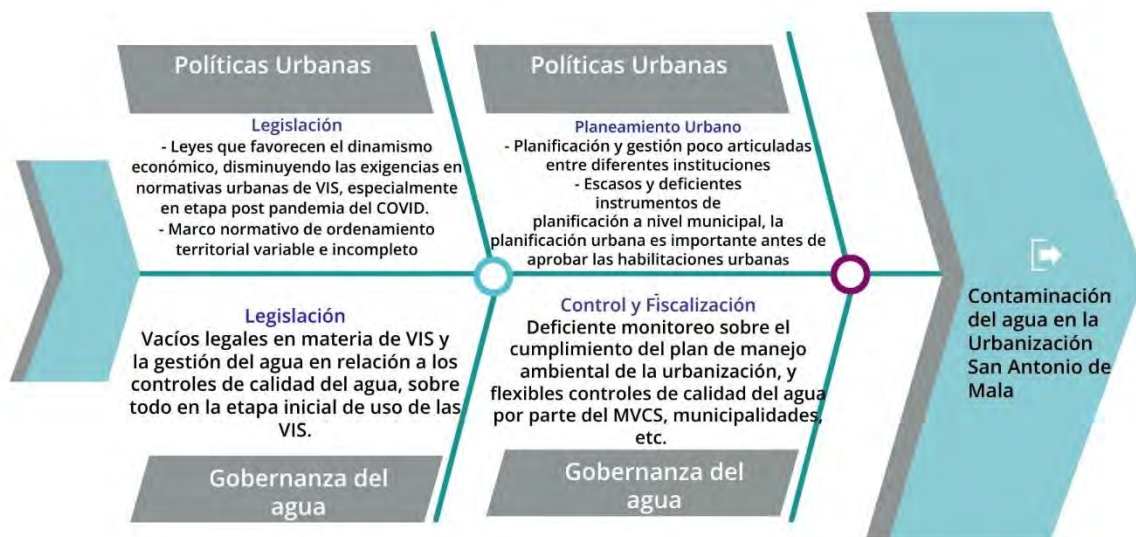 Políticas Urbanas
Legislación
- Leyes que favorecen el dinamismo
económico, disminuyendo las exigencias en
normativas urbanas de VIS, especialmente
en etapa post pandemia del COVID.
- Marco normativo de ordenamiento
territorial variable e incompleto
Políticas Urbanas
Planeamiento Urbano
- Planificación y gestión poco articuladas
entre diferentes instituciones
- Escasos y deficientes
instrumentos de
planificación a nivel municipal, la
planificación urbana es importante antes de
aprobar las habilitaciones urbanas
Legislación
Vacíos legales en materia de VIS y
la gestión del agua en relación a los
controles de calidad del agua, sobre
todo en la etapa inicial de uso de las
VIS.
Gobernanza del
agua
Control y Fiscalización
Deficiente monitoreo sobre el
cumplimiento del plan de manejo
ambiental de la urbanización, y
flexibles controles de calidad del agua
por parte del MVCS, municipalidades,
etc.
Gobernanza del
agua
Contaminación
del agua en la
Urbanización
San Antonio de
Mala